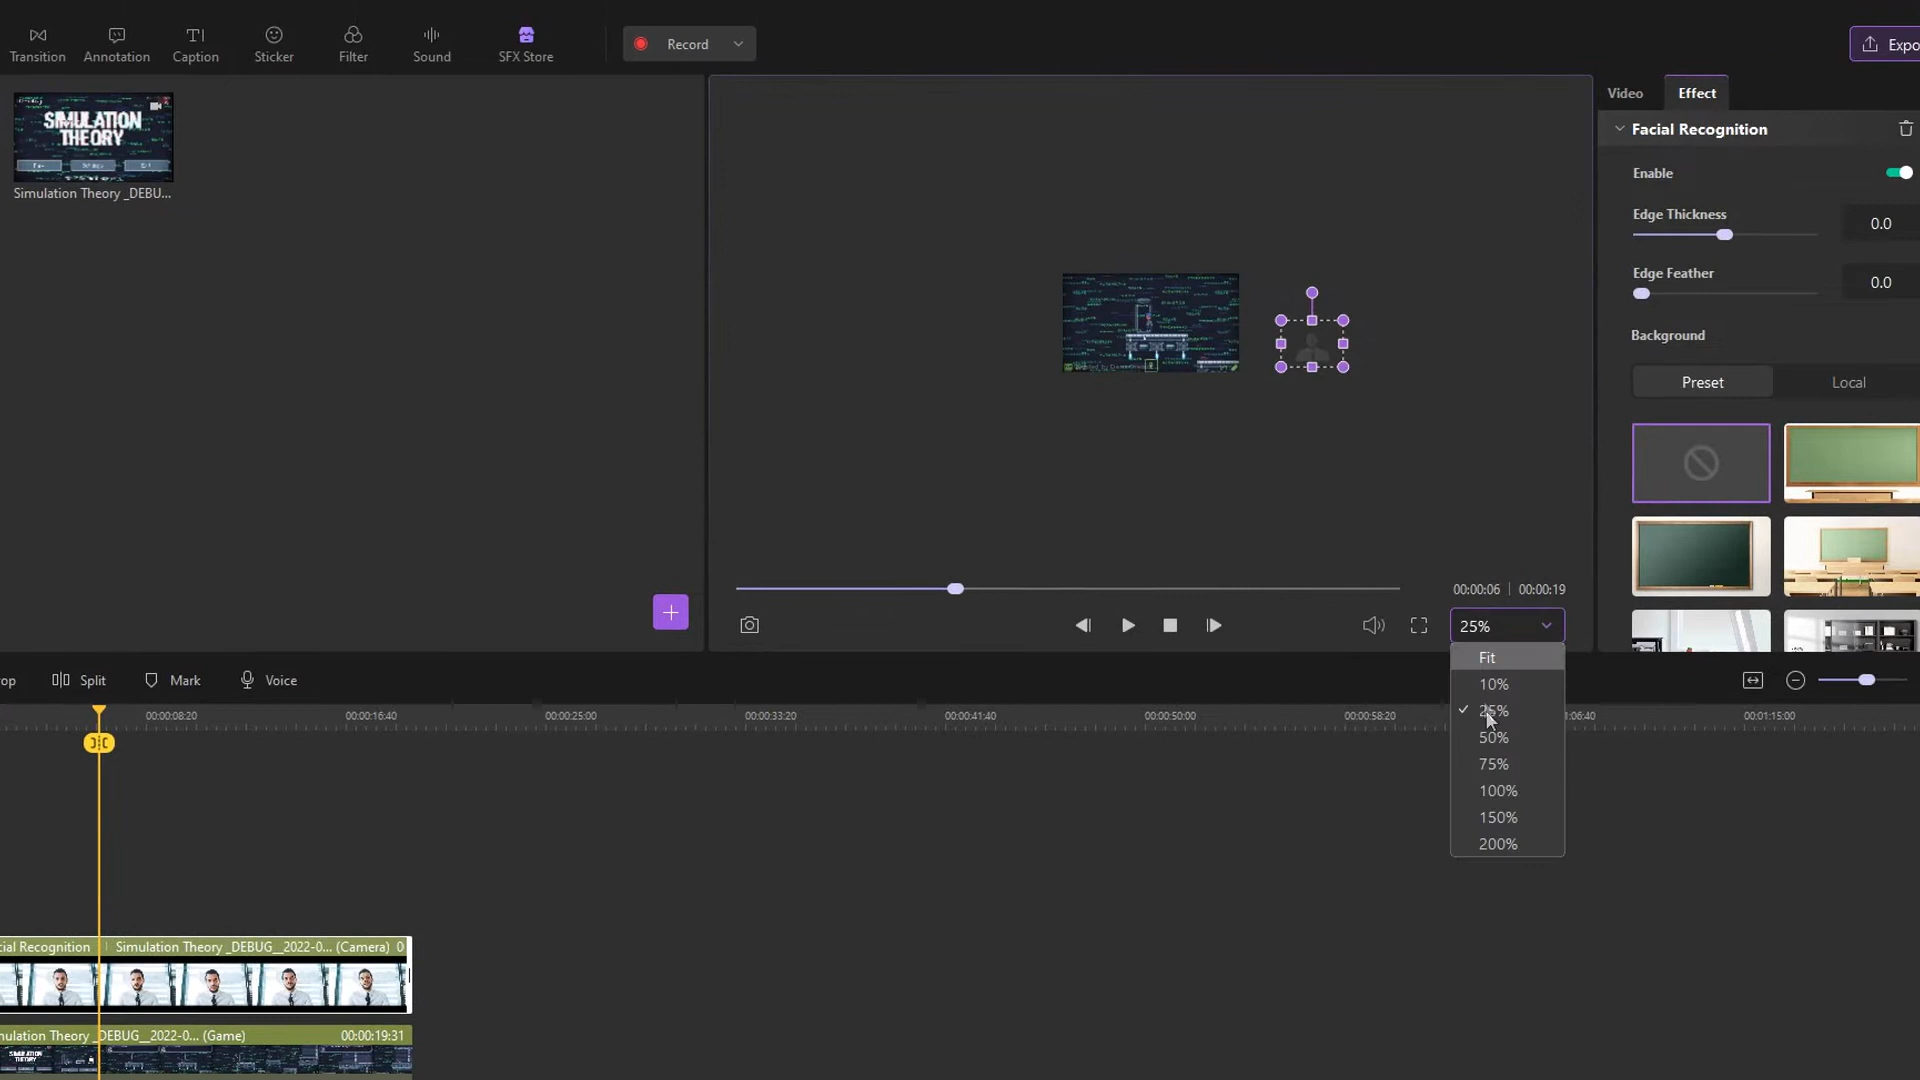 Transition
Annotation
Caption
Sticker
Filter
Sound
SFX Store
Record
Expo
SIMULATION
THEORY
Simulation Theory _DEBU...
Video
Effect
Facial Recognition
Enable
Edge Thickness
0.0
Edge Feather
0.0
Background
Preset
Local
00:00:06 | 00:00:19
25%
Fit
10%
25%
50%
75%
100%
150%
200%
op
Split
Mark
Voice
00:00:08:20
00:00:16:40
00:00:25:00
00:00:33:20
00:00:41:40
00:00:50:00
00:00:58:20
1:06:40
00:01:15:00
cial Recognition
Simulation Theory _DEBUG__2022-0... (Camera) 0
mulation Theory _DEBUG__2022-0... (Game)
00:00:19:31